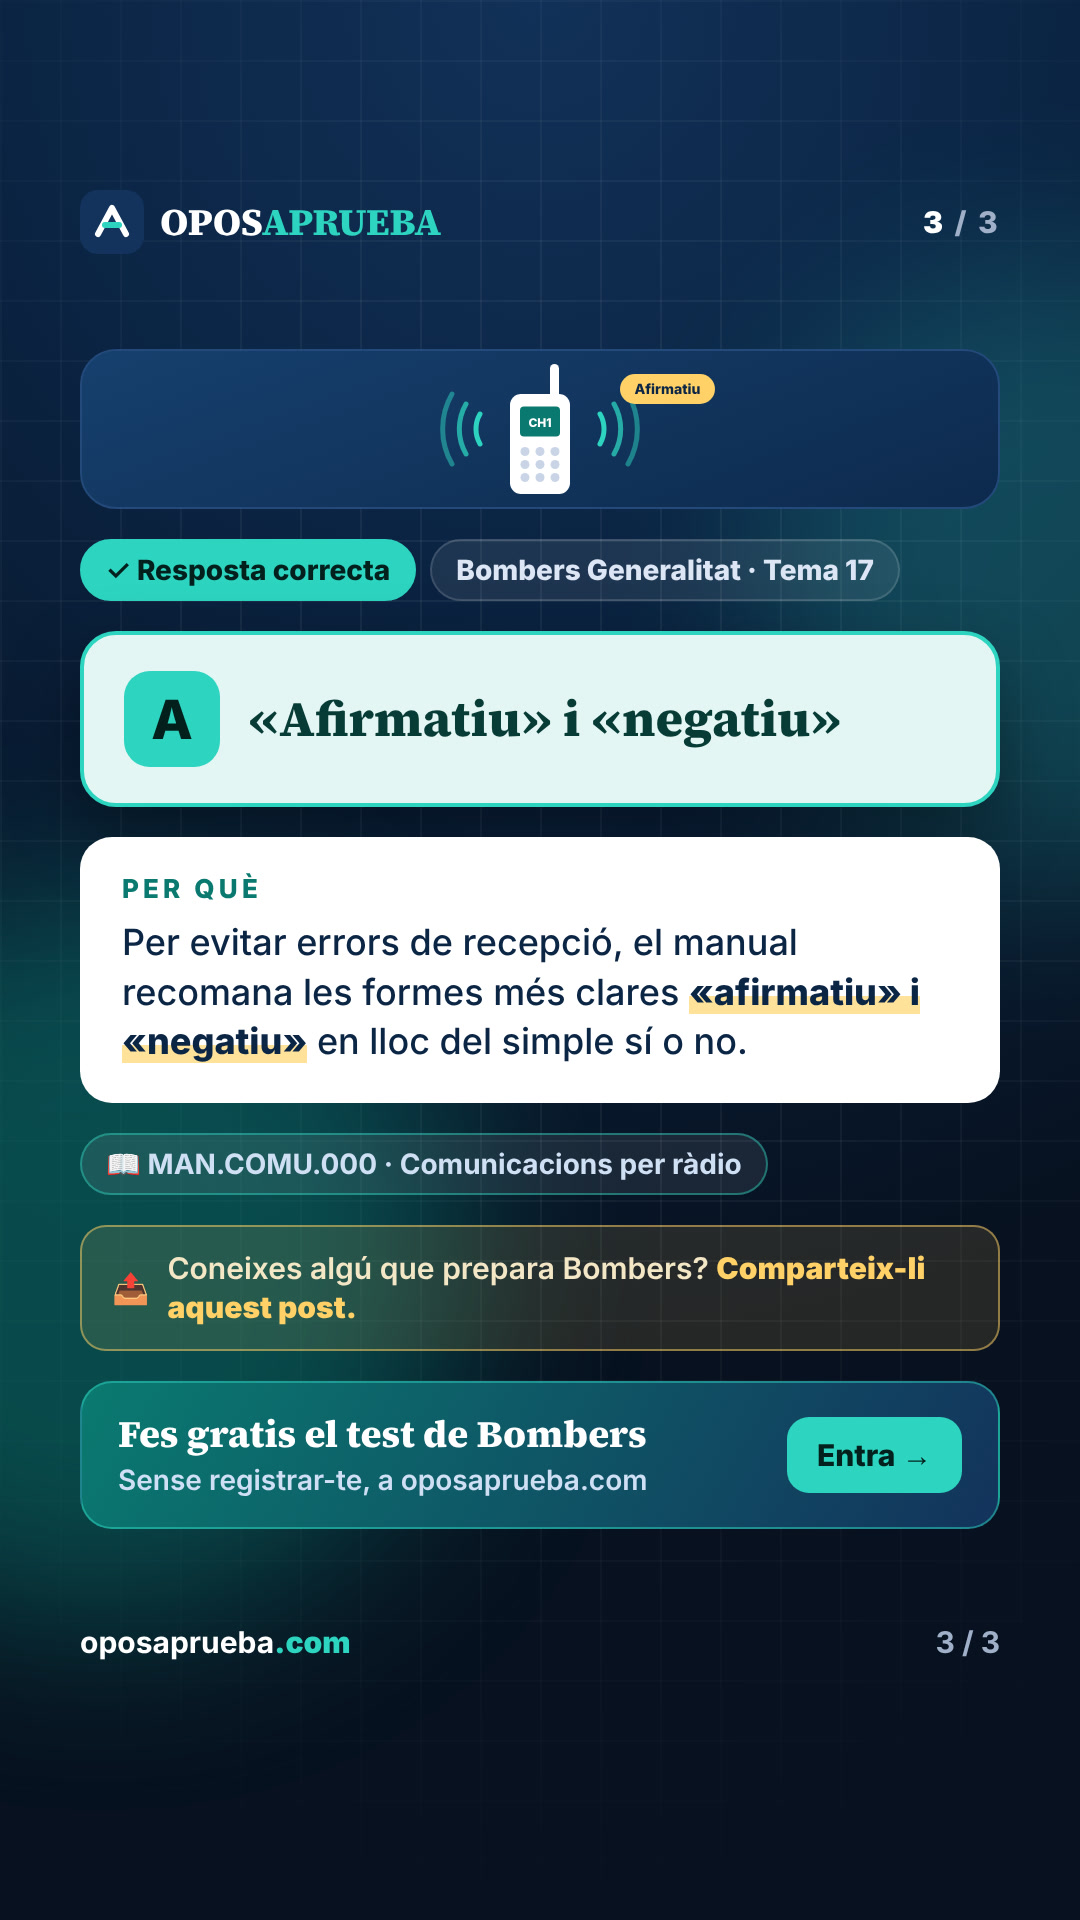 OPOSAPRUEBA
3 / 3
Afirmatiu
CH1
✓ Resposta correcta
Bombers Generalitat · Tema 17
A
«Afirmatiu» i «negatiu»
PER QUÈ
Per evitar errors de recepció, el manual
recomana les formes més clares «afirmatiu» i
«negatiu» en lloc del simple sí o no.
📖 MAN.COMU.000 · Comunicacions per ràdio
📤 Coneixes algú que prepara Bombers? Comparteix-li
aquest post.
Fes gratis el test de Bombers
Sense registrar-te, a oposaprueba.com
Entra →
oposaprueba.com
3 / 3